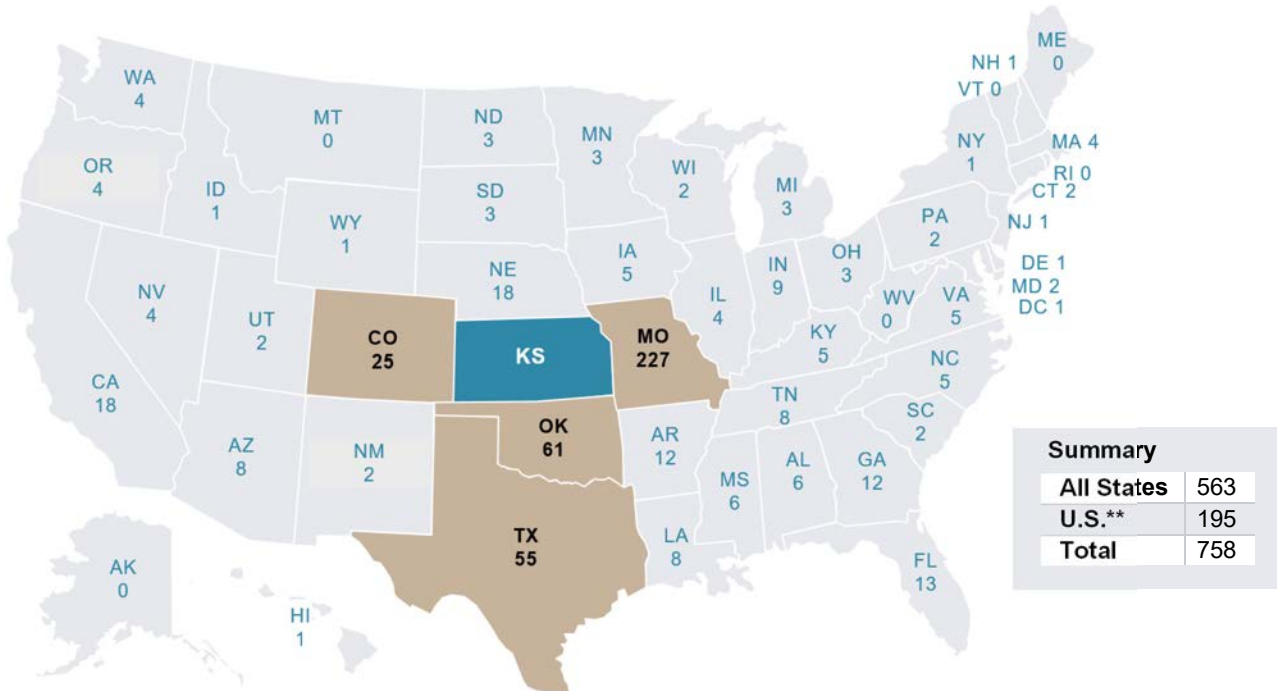 ME
0
NH 1
VT 0
WA
4
MT
0
ND
3
MN
3
NY
1
MA 4
RI 0
CT 2
OR
4
ID
1
SD
3
WI
2
MI
3
PA
2
NJ 1
WY
1
IA
5
OH
3
NE
18
IN
9
IL
4
DE 1
MD 2
DC 1
NV
4
UT
2
CO
25
KS
MO
227
WV
0
VA
5
KY
5
CA
18
NC
5
TN
8
SC
2
AZ
8
NM
2
OK
61
AR
12
MS
6
AL
6
GA
12
TX
55
LA
8
FL
13
AK
0
HI
1
Summary
All States 563
U.S.** 195
Total 758